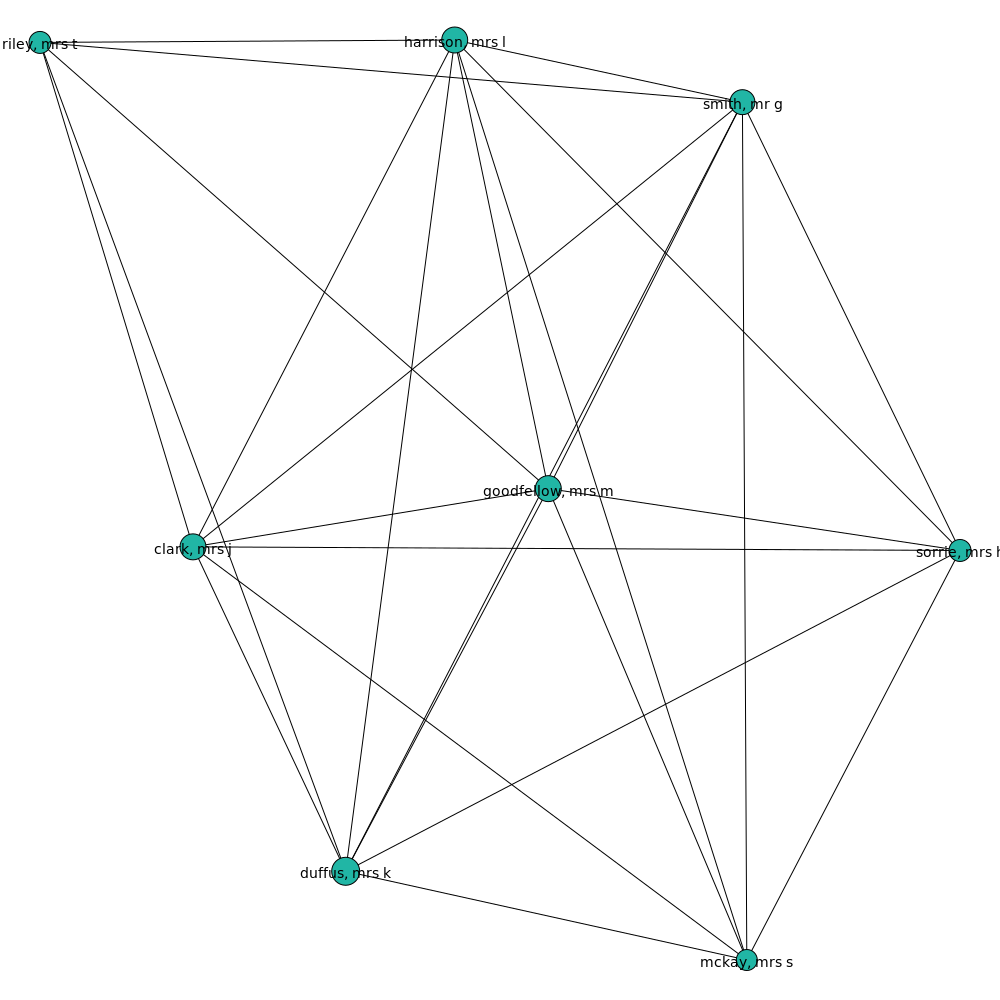 riley, mrs t
harrison, mrs l
smith, mr g
goodfellow, mrs m
clark, mrs j
sorrie, mrs h
duffus, mrs k
mckay, mrs s